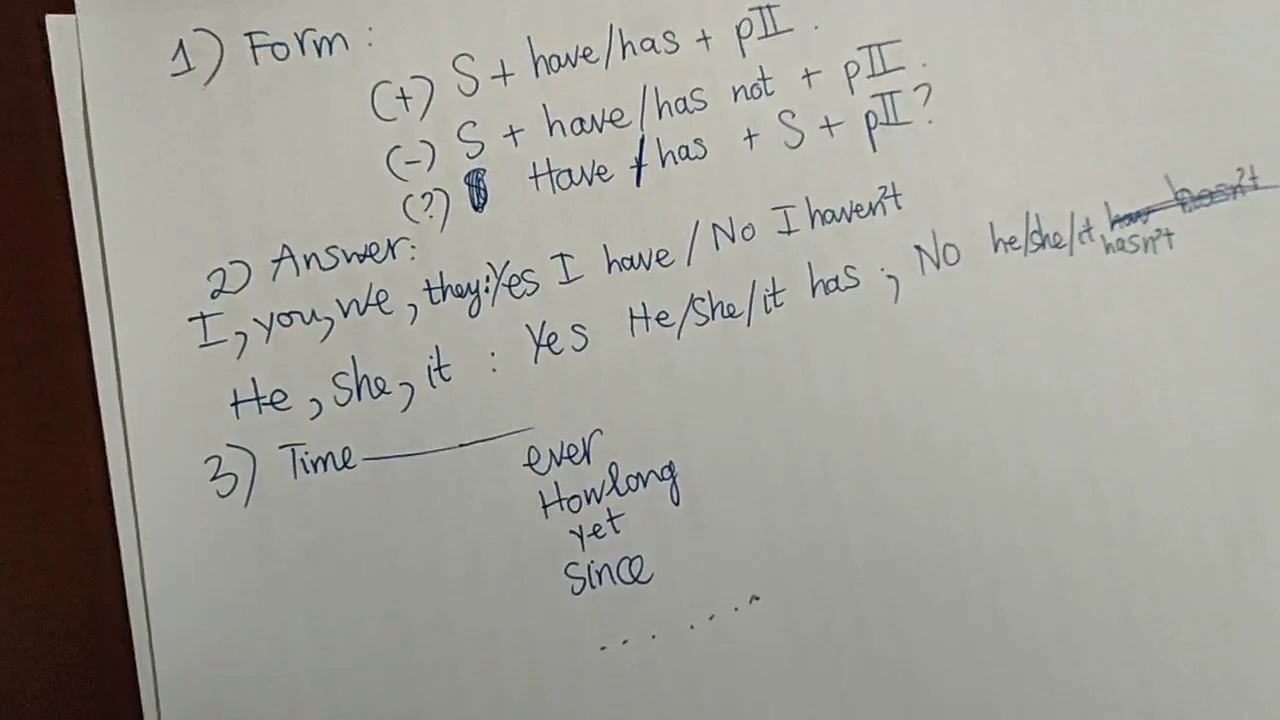 1) Form :
(+) S + have/has + pII .
(-) S + have/has not + pII .
(?) Have / has + S + pII ?
2) Answer:
I, you, we, they: Yes I have / No I haven't
He, she, it : Yes He/She/it has ; No he/she/it hasn't
3) Time — ever
How long
yet
since
.......